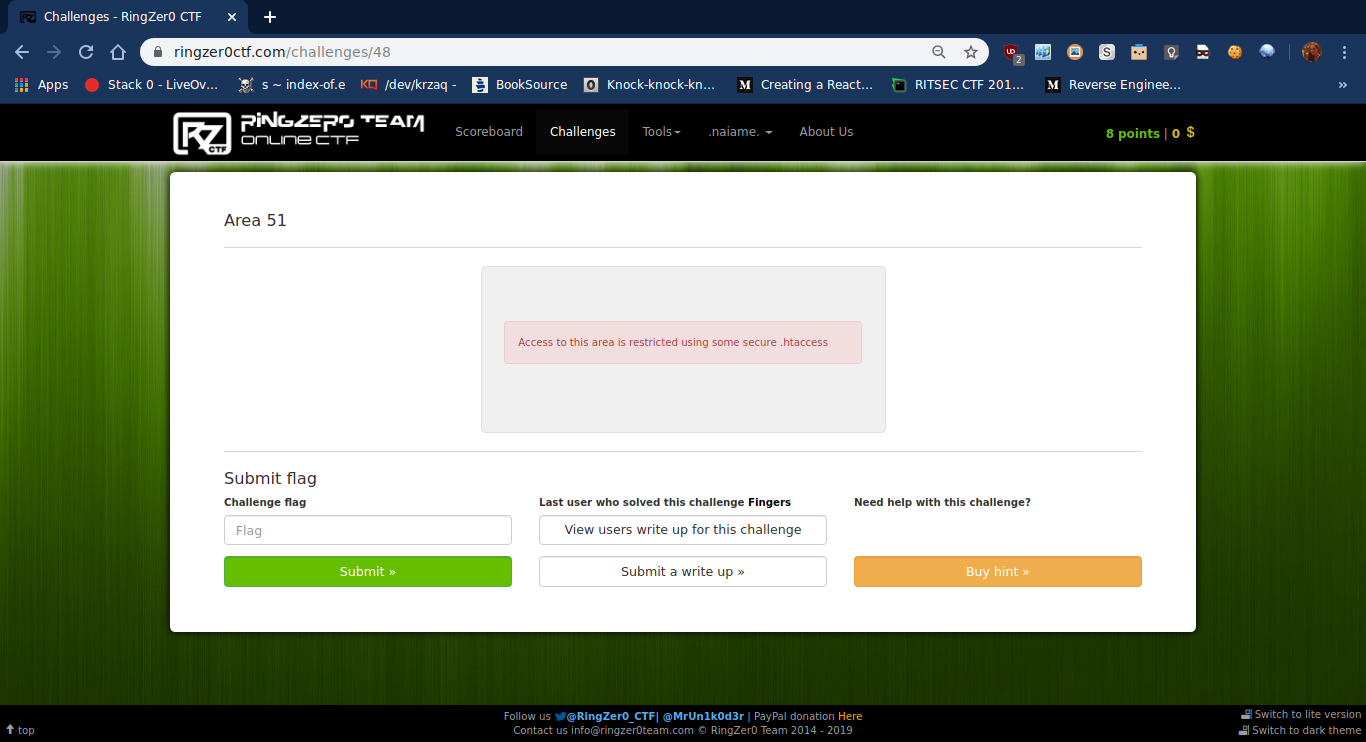 Challenges - RingZer0 CTF
ringzer0ctf.com/challenges/48
Apps Stack 0 - LiveOv... s ~ index-of.e /dev/krzaq - BookSource Knock-knock-kn... Creating a React... RITSEC CTF 201... Reverse Enginee... »
RINGZER0 TEAM
ONLINE CTF
Scoreboard Challenges Tools .naiame. About Us 8 points | 0 $
Area 51
Access to this area is restricted using some secure .htaccess
Submit flag
Challenge flag Last user who solved this challenge Fingers Need help with this challenge?
Flag View users write up for this challenge
Submit » Submit a write up » Buy hint »
Follow us @RingZer0_CTF| @MrUn1k0d3r | PayPal donation Here
Contact us info@ringzer0team.com © RingZer0 Team 2014 - 2019
top
Switch to lite version
Switch to dark theme